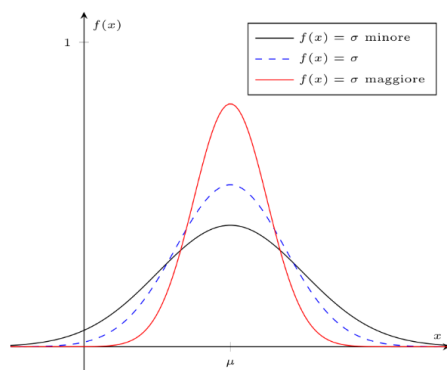 f(x)
1
f(x) = σ minore
f(x) = σ
f(x) = σ maggiore
x
μ